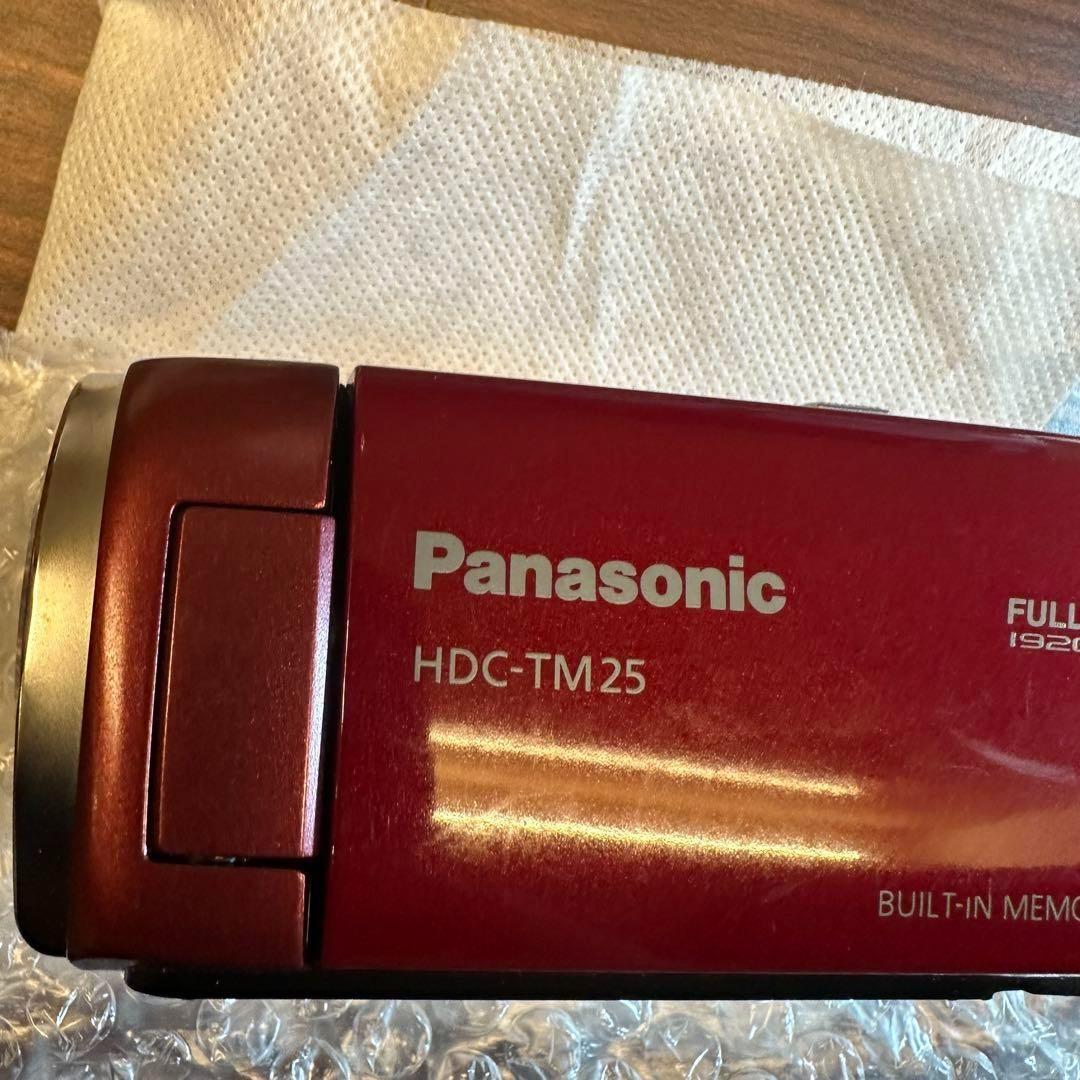 Panasonic
HDC-TM25
FULL
1920
BUILT-iN MEMO